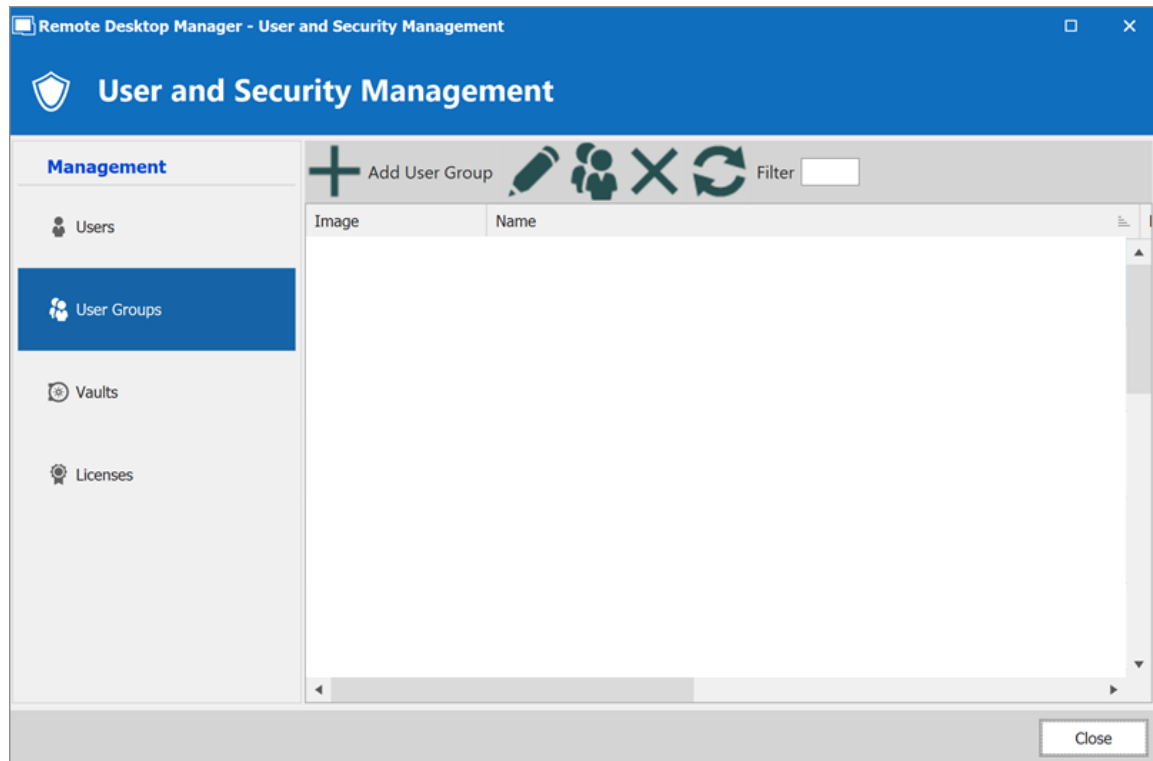 Remote Desktop Manager - User and Security Management
User and Security Management
Management
Add User Group
Filter
Users
Image
Name
User Groups
Vaults
Licenses
Close